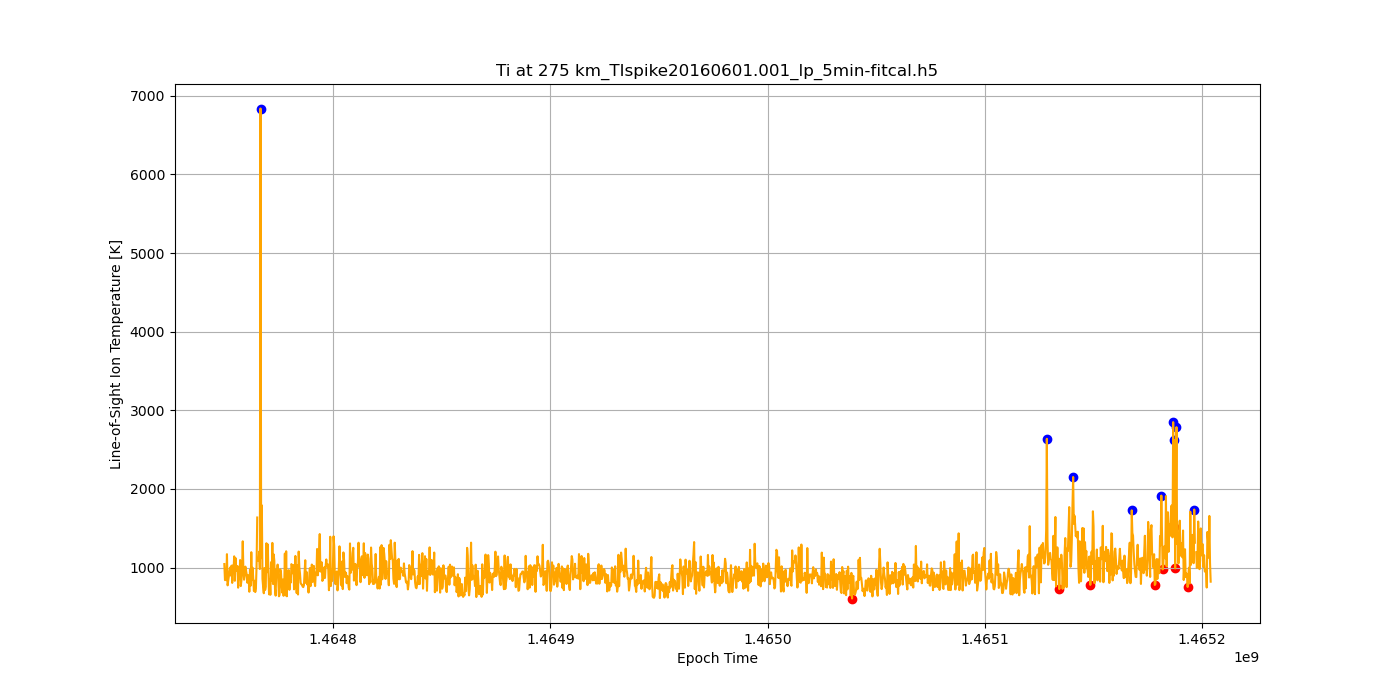 Ti at 275 km_TIspike20160601.001_lp_5min-fitcal.h5
Line-of-Sight Ion Temperature [K]
7000
6000
5000
4000
3000
2000
1000
1.4648 1.4649 1.4650 1.4651 1.4652
1e9
Epoch Time